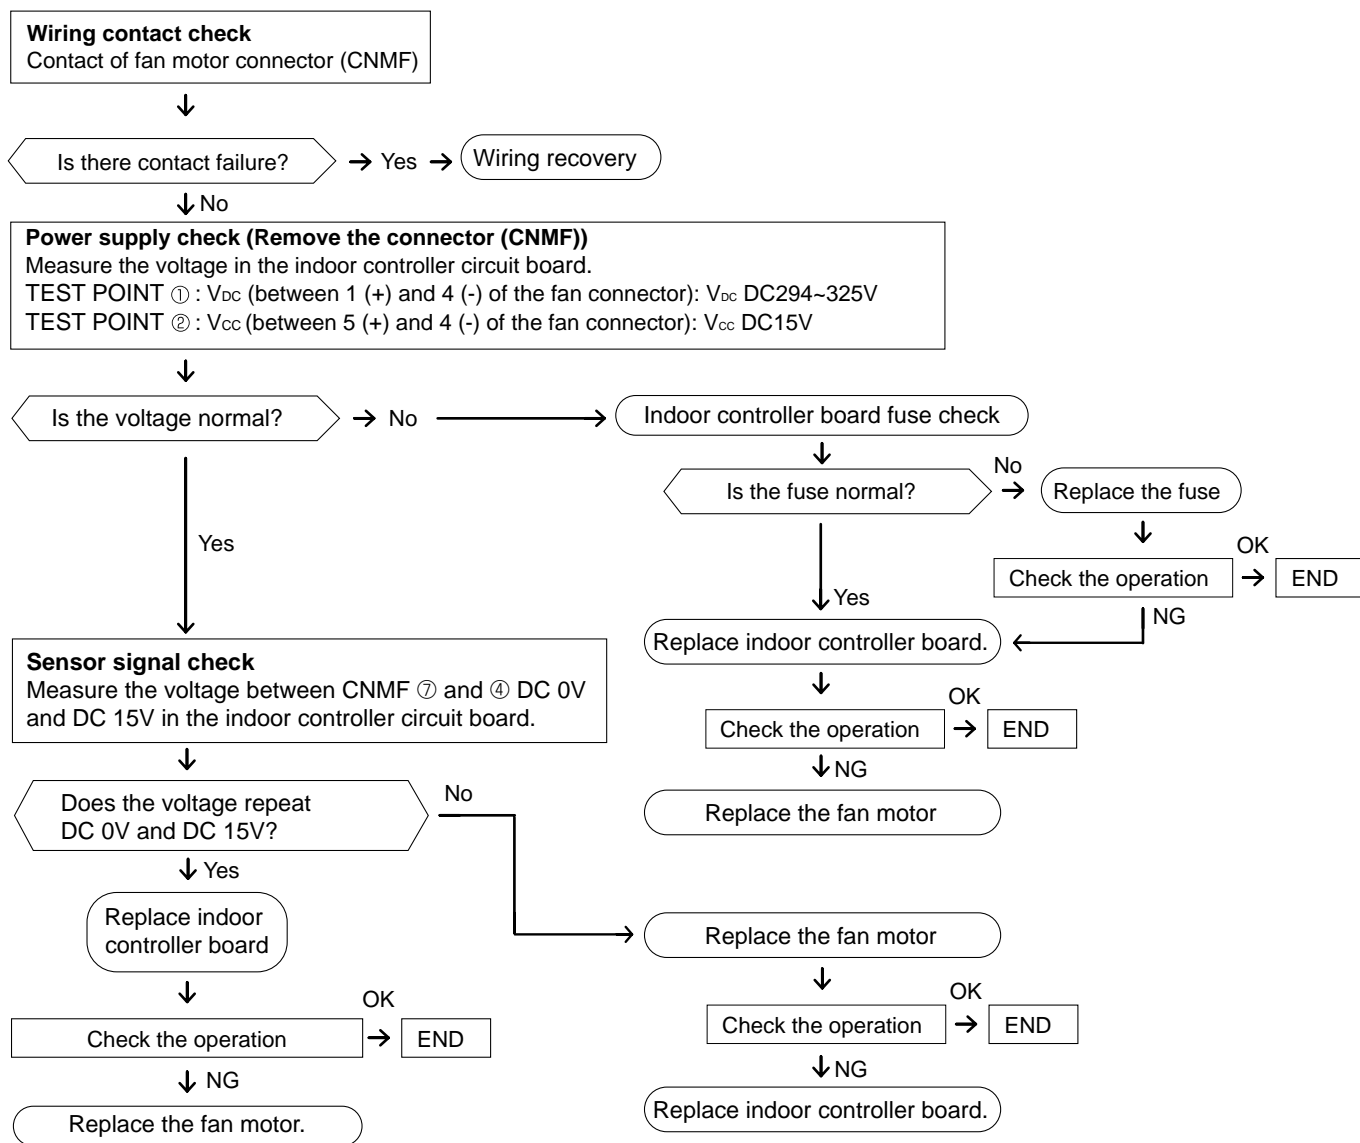 Wiring contact check
Contact of fan motor connector (CNMF)
Is there contact failure?
Yes
Wiring recovery
No
Power supply check (Remove the connector (CNMF))
Measure the voltage in the indoor controller circuit board.
TEST POINT ① : VDC (between 1 (+) and 4 (-) of the fan connector): VDC DC294~325V
TEST POINT ② : VCC (between 5 (+) and 4 (-) of the fan connector): VCC DC15V
Is the voltage normal?
No
Indoor controller board fuse check
Is the fuse normal?
No
Replace the fuse
Yes
Check the operation
OK
END
Yes
NG
Replace indoor controller board.
Sensor signal check
Measure the voltage between CNMF ⑦ and ④ DC 0V
and DC 15V in the indoor controller circuit board.
Check the operation
OK
END
NG
Replace the fan motor
Does the voltage repeat
DC 0V and DC 15V?
No
Yes
Replace indoor
controller board
Replace the fan motor
Check the operation
OK
END
NG
Replace the fan motor.
Check the operation
OK
END
NG
Replace indoor controller board.